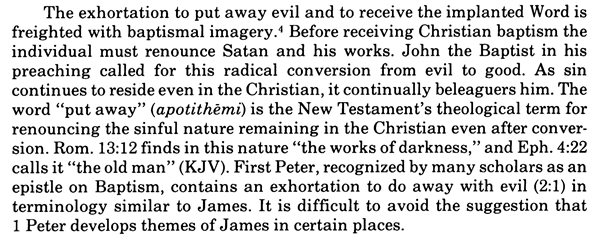 The exhortation to put away evil and to receive the implanted Word is
freighted with baptismal imagery.⁴ Before receiving Christian baptism the
individual must renounce Satan and his works. John the Baptist in his
preaching called for this radical conversion from evil to good. As sin
continues to reside even in the Christian, it continually beleaguers him. The
word “put away” (apotithēmi) is the New Testament’s theological term for
renouncing the sinful nature remaining in the Christian even after conver-
sion. Rom. 13:12 finds in this nature “the works of darkness,” and Eph. 4:22
calls it “the old man” (KJV). First Peter, recognized by many scholars as an
epistle on Baptism, contains an exhortation to do away with evil (2:1) in
terminology similar to James. It is difficult to avoid the suggestion that
1 Peter develops themes of James in certain places.